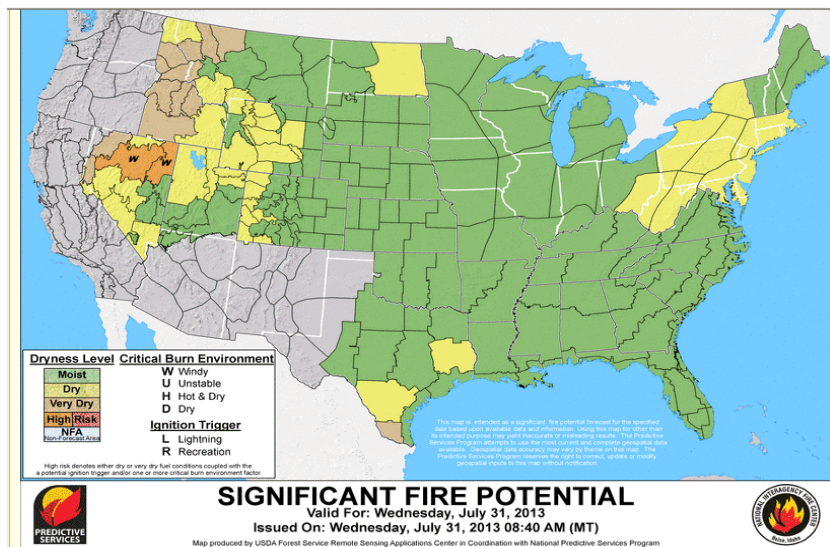 W W
Dryness Level
Moist
Dry
Very Dry
High Risk
NFA
Non-Forecast Area
Critical Burn Environment
W Windy
U Unstable
H Hot & Dry
D Dry
Ignition Trigger
L Lightning
R Recreation
High risk denotes either dry or very dry fuel conditions coupled with the
a potential ignition trigger and/or one or more critical burn environment factor.
This map is intended as a significant fire potential forecast for the specified
date based upon available data and information. Using this map for other than
its intended purpose may yield inaccurate or misleading results. The Predictive
Services Program attempts to use the most current and complete geospatial data
available. Geospatial data accuracy may vary by theme on this map. The
Predictive Services Program reserves the right to correct, update or modify
geospatial inputs to this map without notification
PREDICTIVE
SERVICES
SIGNIFICANT FIRE POTENTIAL
Valid For: Wednesday, July 31, 2013
Issued On: Wednesday, July 31, 2013 08:40 AM (MT)
Map produced by USDA Forest Service Remote Sensing Applications Center in Coordination with National Predictive Services Program
NATIONAL INTERAGENCY FIRE CENTER
Boise, Idaho